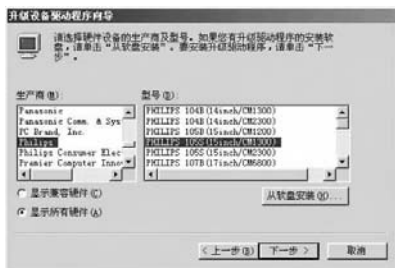 升级设备驱动程序向导
请选择硬件设备的生产商及型号。如果您有升级驱动程序的安装软
盘，请单击“从软盘安装”。要安装升级驱动程序，请单击“下一
步”。
生产商(M):
型号(D):
Panasonic
Panasonic Comm. & Sys
PC Brand, Inc.
Philips
Philips Consumer Elec
Premier Computer Innov
PHILIPS 104B(14inch/CM1300)
PHILIPS 104S(14inch/CM2300)
PHILIPS 105B(15inch/CM1200)
PHILIPS 105S(15inch/CM1300)
PHILIPS 105S(15inch/CM2300)
PHILIPS 107B(17inch/CM6800)
显示兼容硬件(C)
显示所有硬件(A)
从软盘安装(H)...
<上一步(B)
下一步 >
取消